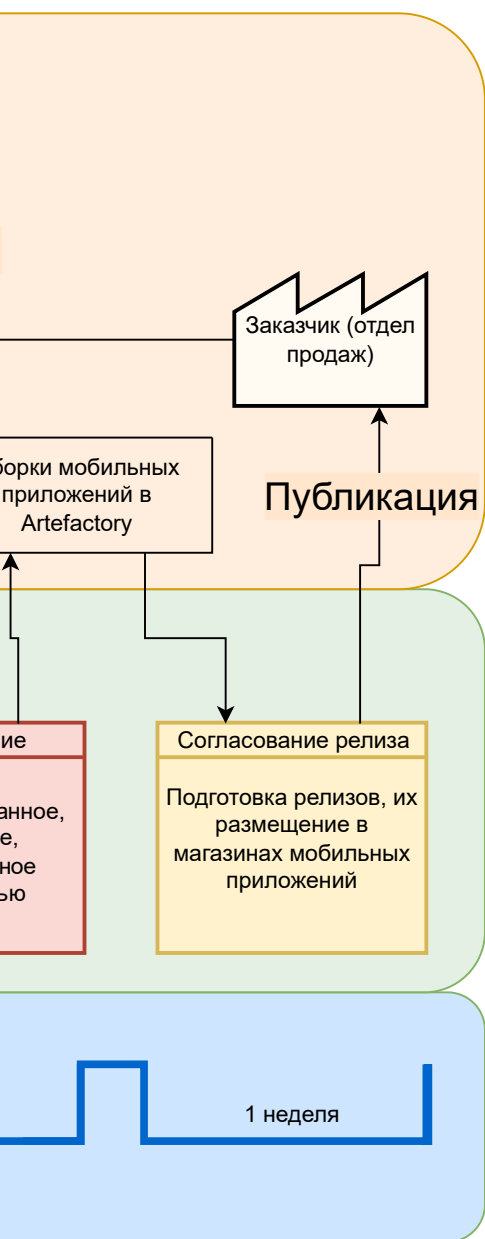 Заказчик (отдел
продаж)
борки мобильных
приложений в
Artefactory
Публикация
ие
анное,
е,
ное
ью
Согласование релиза
Подготовка релизов, их
размещение в
магазинах мобильных
приложений
1 неделя